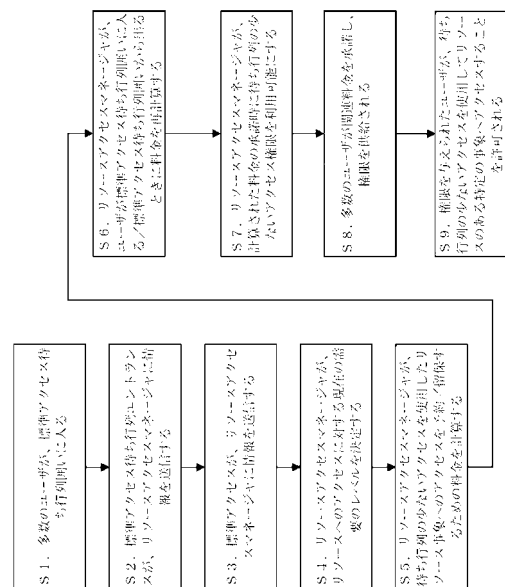 S1. 多数のユーザが、標準アクセス待
ち行列囲いに入る
S2. 標準アクセス待ち行列エントラン
スが、リソースアクセスマネージャに情
報を送信する
S3. 標準アクセスが、リソースアクセ
スマネージャに情報を送信する
S4. リソースアクセスマネージャが、
リソースへのアクセスに対する現在の需
要のレベルを決定する
S5. リソースアクセスマネージャが、
待ち行列の少ないアクセスを使用したリ
ソース事象へのアクセスを予約/留保す
るための料金を計算する
S6. リソースアクセスマネージャが、
ユーザが標準アクセス待ち行列囲いに入
る/標準アクセス待ち行列囲いから出る
ときに料金を再計算する
S7. リソースアクセスマネージャが、
計算された料金の承諾時に待ち行列の少
ないアクセス権限を利用可能にする
S8. 多数のユーザが関連料金を承諾し、
権限を供給される
S9. 権限を与えられたユーザが、待ち
行列の少ないアクセスを使用してリソー
スのある特定の事象へアクセスすること
を許可される